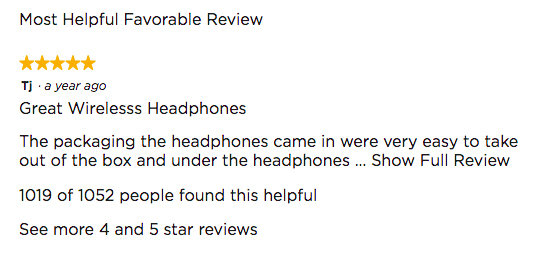 Most Helpful Favorable Review
Tj · a year ago
Great Wirelesss Headphones
The packaging the headphones came in were very easy to take
out of the box and under the headphones ... Show Full Review
1019 of 1052 people found this helpful
See more 4 and 5 star reviews